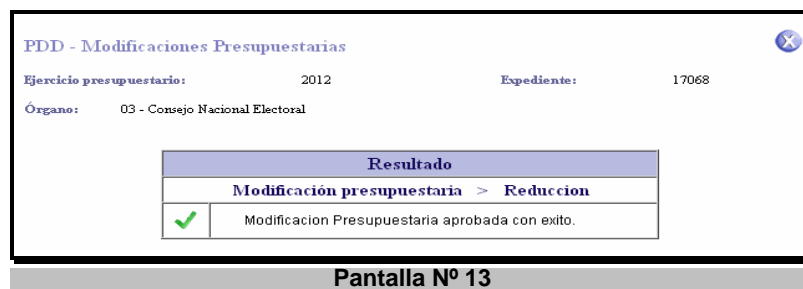 PDD - Modificaciones Presupuestarias
Ejercicio presupuestario: 2012 Expediente: 17068
Órgano: 03 - Consejo Nacional Electoral
Resultado
Modificación presupuestaria > Reduccion
Modificacion Presupuestaria aprobada con exito.
Pantalla Nº 13